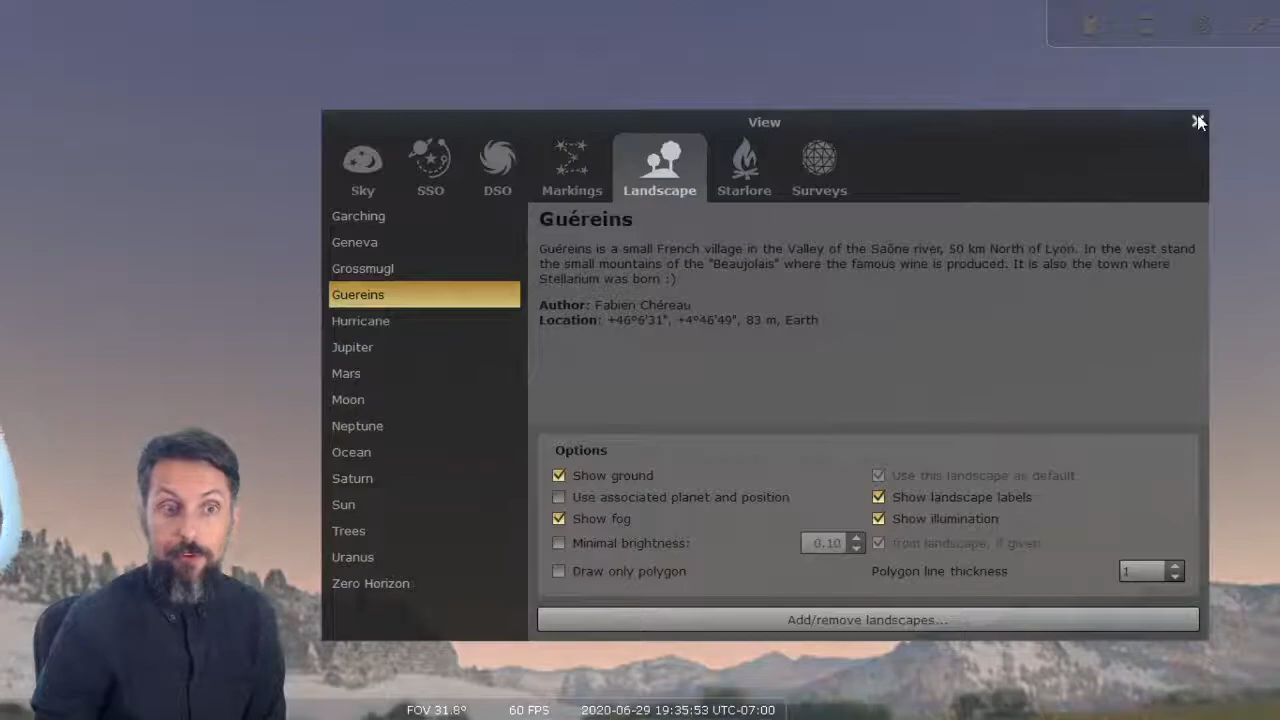 View
Sky
SSO
DSO
Markings
Landscape
Starlore
Surveys
Garching
Geneva
Grossmugl
Guereins
Hurricane
Jupiter
Mars
Moon
Neptune
Ocean
Saturn
Sun
Trees
Uranus
Zero Horizon
Guéreins
Guéreins is a small French village in the Valley of the Saône river, 50 km North of Lyon. In the west stand
the small mountains of the "Beaujolais" where the famous wine is produced. It is also the town where
Stellarium was born :)
Author: Fabien Chéreau
Location: +46°6'31", +4°46'49", 83 m, Earth
Options
Show ground
Use this landscape as default
Use associated planet and position
Show landscape labels
Show fog
Show illumination
Minimal brightness: 0.10
from landscape, if given
Draw only polygon
Polygon line thickness 1
Add/remove landscapes...
FOV 31.8° 60 FPS 2020-06-29 19:35:53 UTC-07:00